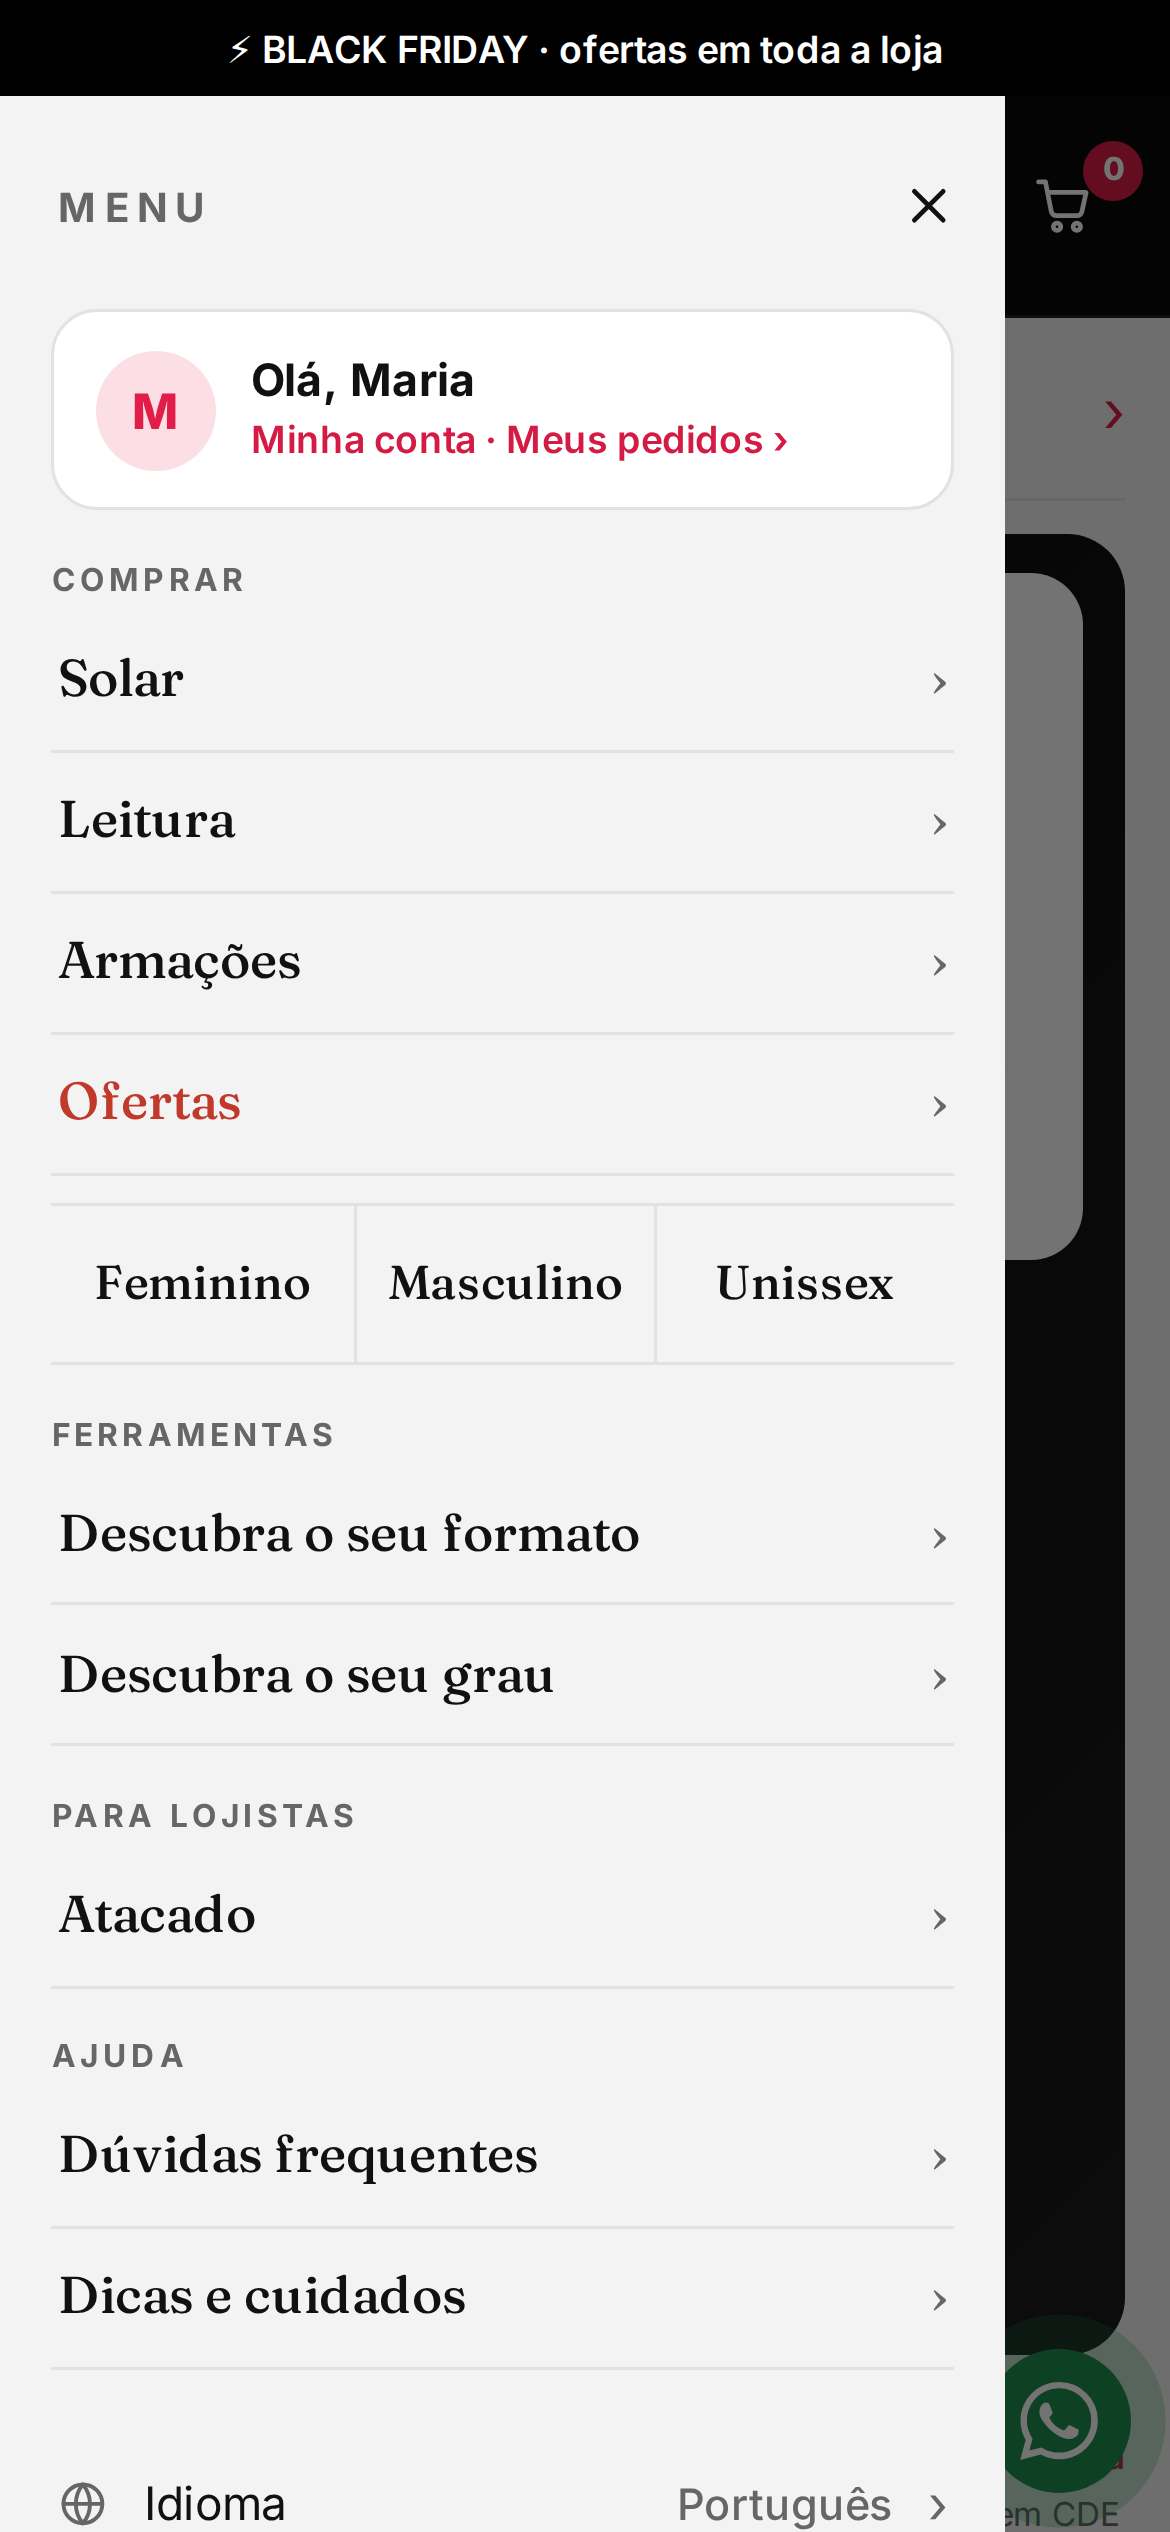 ⚡ BLACK FRIDAY · ofertas em toda a loja
MENU
0
M
Olá, Maria
Minha conta · Meus pedidos ›
COMPRAR
Solar ›
Leitura ›
Armações ›
Ofertas ›
Feminino Masculino Unissex
FERRAMENTAS
Descubra o seu formato ›
Descubra o seu grau ›
PARA LOJISTAS
Atacado ›
AJUDA
Dúvidas frequentes ›
Dicas e cuidados ›
Idioma Português ›
em CDE